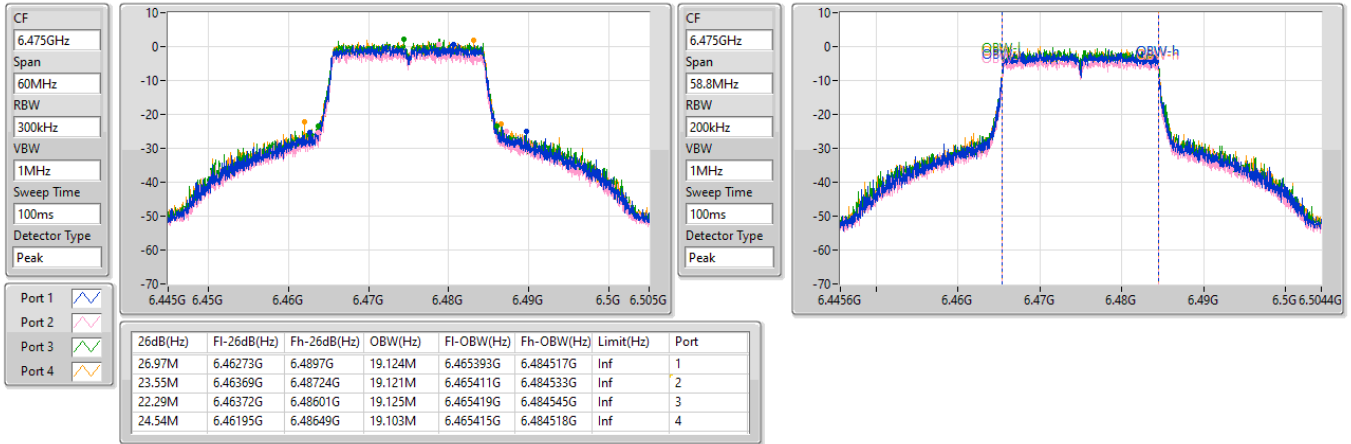 CF
6.475GHz
Span
60MHz
RBW
300kHz
VBW
1MHz
Sweep Time
100ms
Detector Type
Peak
Port 1
Port 2
Port 3
Port 4
10-
0-
-10-
-20-
-30-
-40-
-50-
-60-
-70-
6.445G 6.45G 6.46G 6.47G 6.48G 6.49G 6.5G 6.505G
CF
6.475GHz
Span
58.8MHz
RBW
200kHz
VBW
1MHz
Sweep Time
100ms
Detector Type
Peak
10-
0-
-10-
-20-
-30-
-40-
-50-
-60-
-70-
OBW-h
6.4456G 6.46G 6.47G 6.48G 6.49G 6.5G 6.5044G
26dB(Hz) Fl-26dB(Hz) Fh-26dB(Hz) OBW(Hz) Fl-OBW(Hz) Fh-OBW(Hz) Limit(Hz) Port
26.97M 6.46273G 6.4897G 19.124M 6.465393G 6.484517G Inf 1
23.55M 6.46369G 6.48724G 19.121M 6.465411G 6.484533G Inf 2
22.29M 6.46372G 6.48601G 19.125M 6.465419G 6.484545G Inf 3
24.54M 6.46195G 6.48649G 19.103M 6.465415G 6.484518G Inf 4